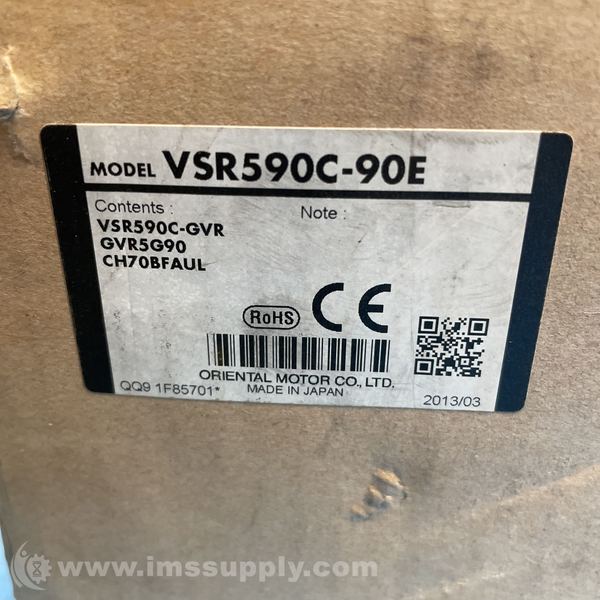 MODEL VSR590C-90E
Contents :
Note :
VSR590C-GVR
GVR5G90
CH70BFAUL
RoHS
CE
ORIENTAL MOTOR CO., LTD.
QQ9 1F85701*
MADE IN JAPAN
2013/03
www.imssupply.com